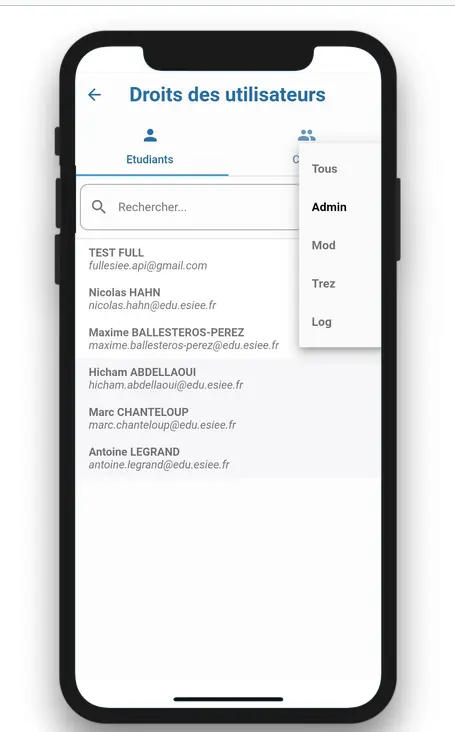 Droits des utilisateurs
Etudiants
C
Tous
Admin
Mod
Trez
Log
Rechercher...
TEST FULL
fullesiee.api@gmail.com
Nicolas HAHN
nicolas.hahn@edu.esiee.fr
Maxime BALLESTEROS-PEREZ
maxime.ballesteros-perez@edu.esiee.fr
Hicham ABDELLAOUI
hicham.abdellaoui@edu.esiee.fr
Marc CHANTELOUP
marc.chanteloup@edu.esiee.fr
Antoine LEGRAND
antoine.legrand@edu.esiee.fr